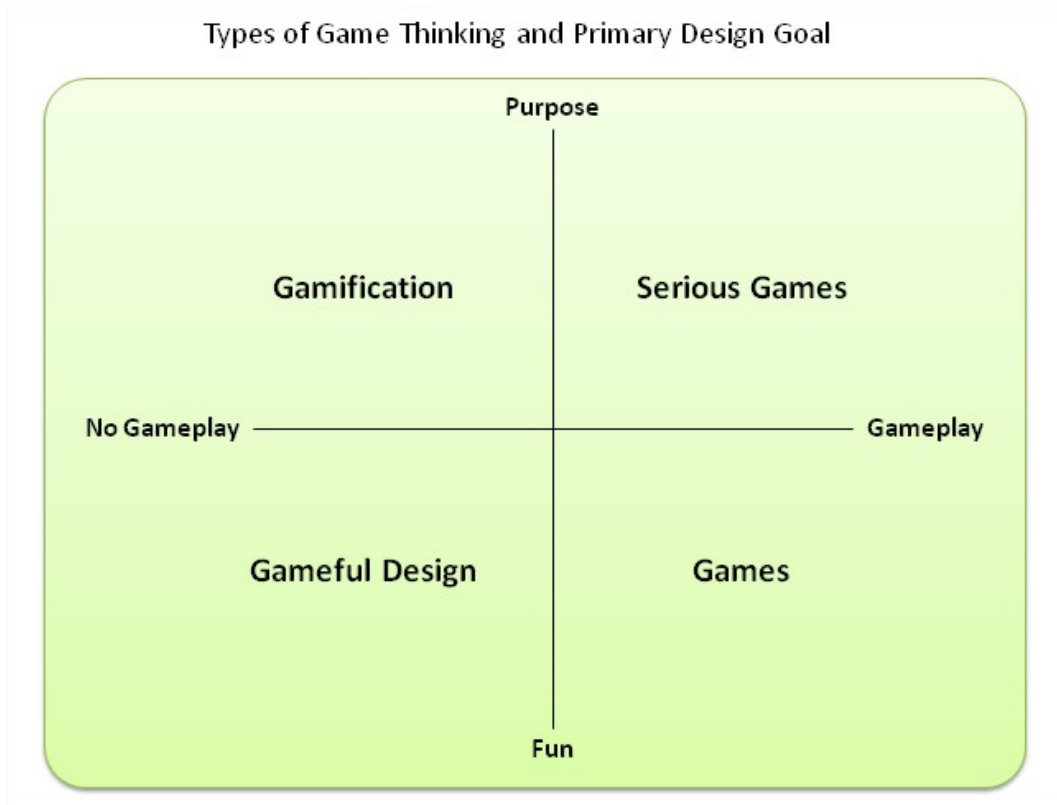 Types of Game Thinking and Primary Design Goal
Purpose
Gamification
Serious Games
No Gameplay
Gameplay
Gameful Design
Games
Fun